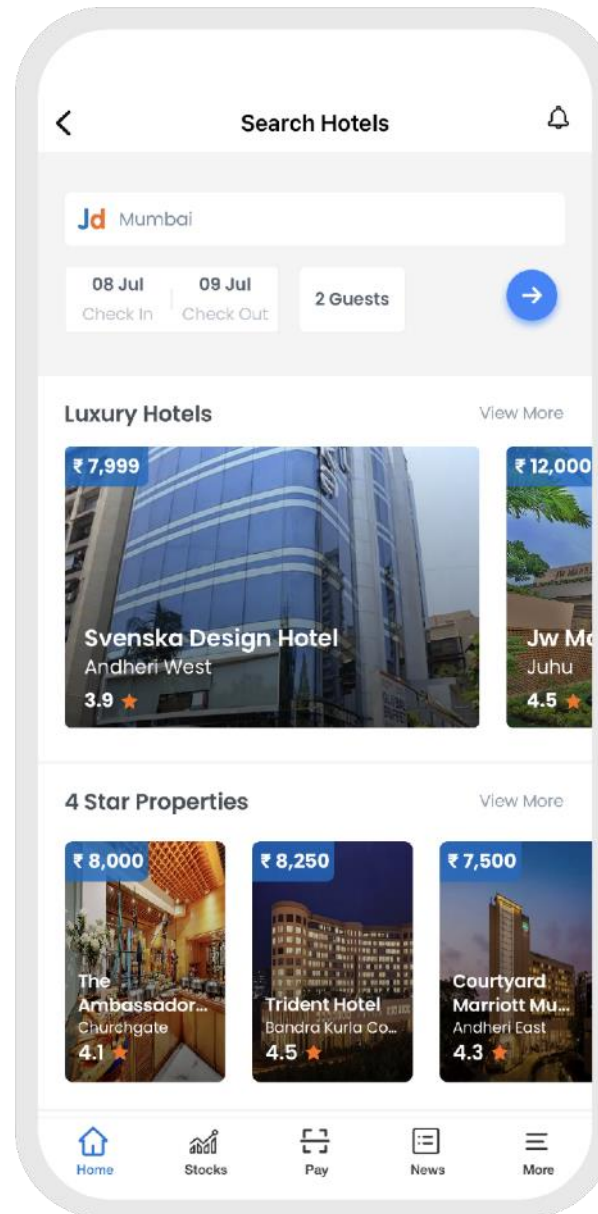 Search Hotels
Jd Mumbai
08 Jul 09 Jul 2 Guests
Check In Check Out
Luxury Hotels View More
₹ 7,999 ₹ 12,000
Svenska Design Hotel Jw Ma
Andheri West Juhu
3.9 4.5
4 Star Properties View More
₹ 8,000 ₹ 8,250 ₹ 7,500
The
Ambassador...
Churchgate
4.1
Trident Hotel
Bandra Kurla Co...
4.5
Courtyard
Marriott Mu...
Andheri East
4.3
Home Stocks Pay News More